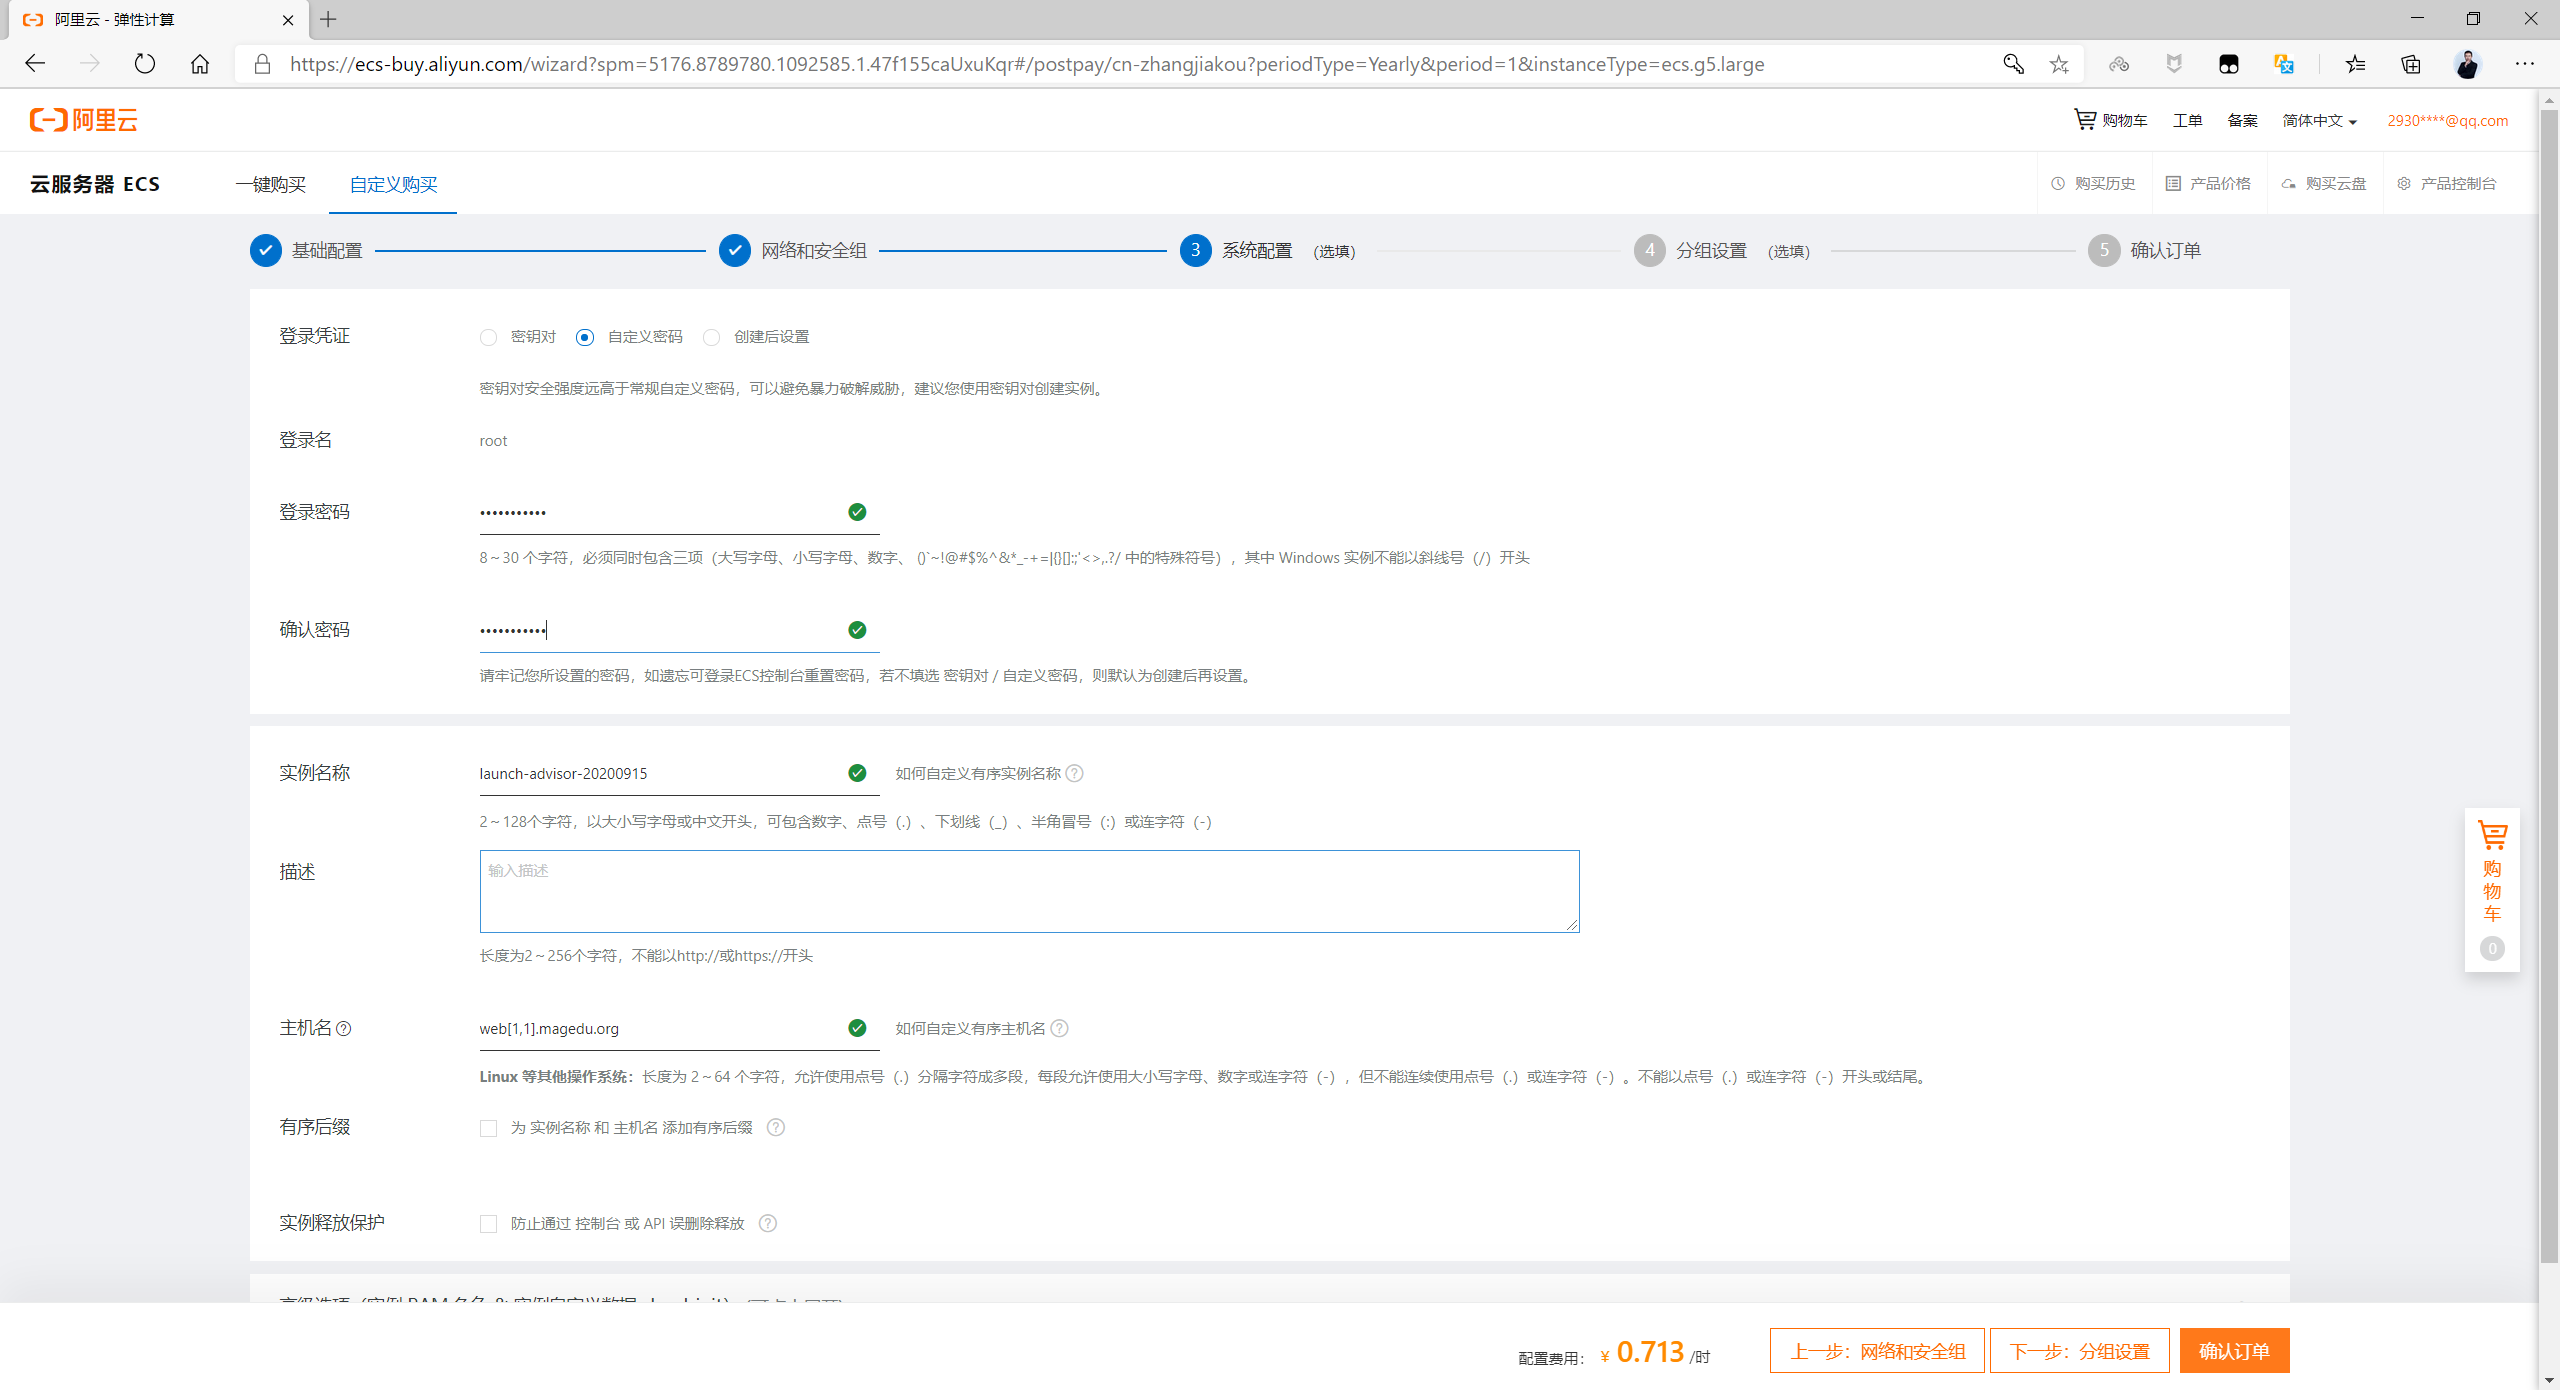 阿里云 - 弹性计算
https://ecs-buy.aliyun.com/wizard?spm=5176.8789780.1092585.1.47f155caUxuKqr#/postpay/cn-zhangjiakou?periodType=Yearly&period=1&instanceType=ecs.g5.large
阿里云
购物车 工单 备案 简体中文 2930****@qq.com
云服务器 ECS 一键购买 自定义购买 购买历史 产品价格 购买云盘 产品控制台
基础配置 网络和安全组 3 系统配置 (选填) 4 分组设置 (选填) 5 确认订单
登录凭证 密钥对 自定义密码 创建后设置
密钥对安全强度远高于常规自定义密码，可以避免暴力破解威胁，建议您使用密钥对创建实例。
登录名 root
登录密码 •••••••••••
8～30 个字符，必须同时包含三项（大写字母、小写字母、数字、 ()`~!@#$%^&*_-+=|{}[]:;'<>,.?/ 中的特殊符号），其中 Windows 实例不能以斜线号（/）开头
确认密码 •••••••••••
请牢记您所设置的密码，如遗忘可登录ECS控制台重置密码，若不填选 密钥对 / 自定义密码，则默认为创建后再设置。
实例名称 launch-advisor-20200915 如何自定义有序实例名称 ?
2～128个字符，以大小写字母或中文开头，可包含数字、点号（.）、下划线（_）、半角冒号（:）或连字符（-）
描述 输入描述
长度为2～256个字符，不能以http://或https://开头
主机名 ? web[1,1].magedu.org 如何自定义有序主机名 ?
Linux 等其他操作系统：长度为 2～64 个字符，允许使用点号（.）分隔字符成多段，每段允许使用大小写字母、数字或连字符（-），但不能连续使用点号（.）或连字符（-）。不能以点号（.）或连字符（-）开头或结尾。
有序后缀 为 实例名称 和 主机名 添加有序后缀 ?
实例释放保护 防止通过 控制台 或 API 误删除释放 ?
购物车
0
配置费用： ¥ 0.713 /时 上一步：网络和安全组 下一步：分组设置 确认订单